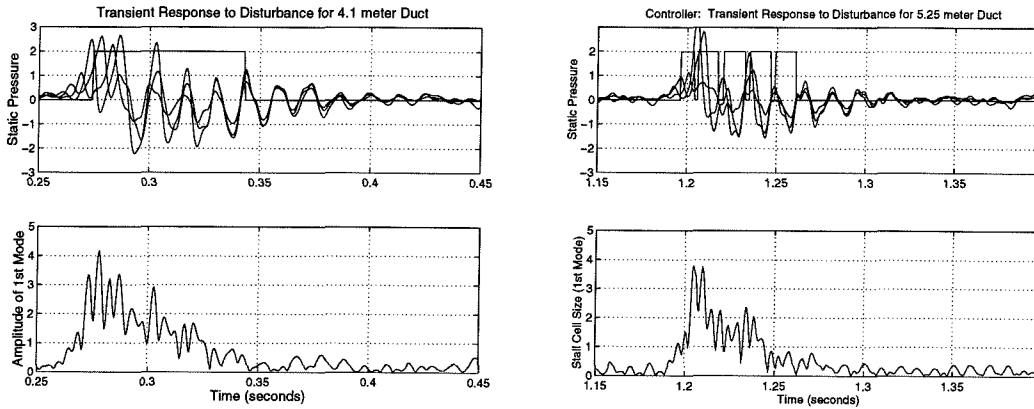 Transient Response to Disturbance for 4.1 meter Duct
Static Pressure
3
2
1
0
-1
-2
-3
0.25 0.3 0.35 0.4 0.45
Amplitude of 1st Mode
5
4
3
2
1
0
0.25 0.3 0.35 0.4 0.45
Time (seconds)
Controller: Transient Response to Disturbance for 5.25 meter Duct
Static Pressure
3
2
1
0
-1
-2
-3
1.15 1.2 1.25 1.3 1.35
Stall Cell Size (1st Mode)
5
4
3
2
1
0
1.15 1.2 1.25 1.3 1.35
Time (seconds)